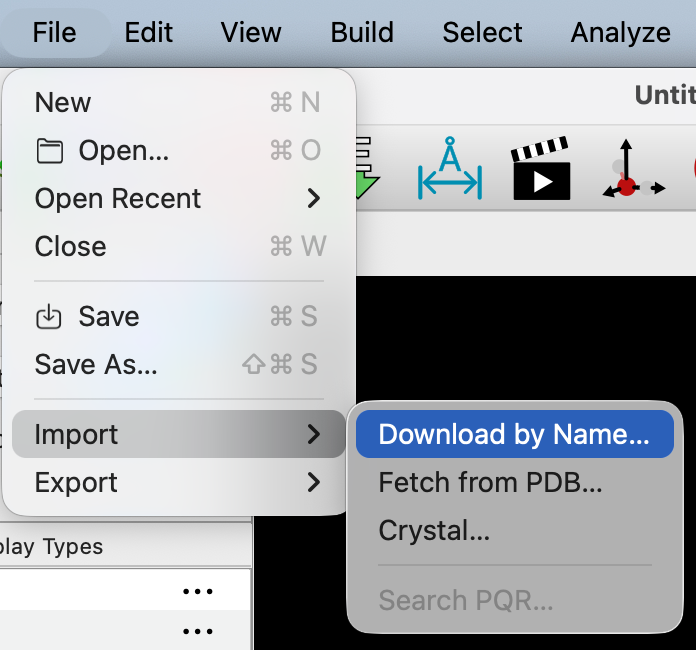 File Edit View Build Select Analyze
New ⌘ N
Open... ⌘ O
Open Recent
Close ⌘ W
Save ⌘ S
Save As... ⇧⌘ S
Import
Export
Download by Name...
Fetch from PDB...
Crystal...
Search PQR...
Untit
play Types